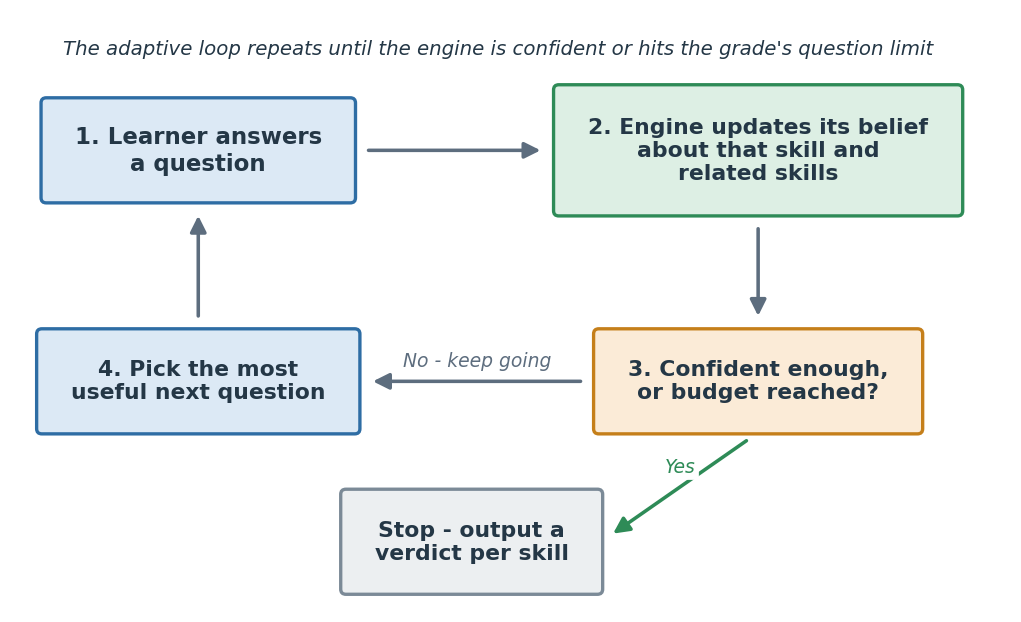 The adaptive loop repeats until the engine is confident or hits the grade's question limit
1. Learner answers
a question
2. Engine updates its belief
about that skill and
related skills
4. Pick the most
useful next question
No - keep going
3. Confident enough,
or budget reached?
Yes
Stop - output a
verdict per skill